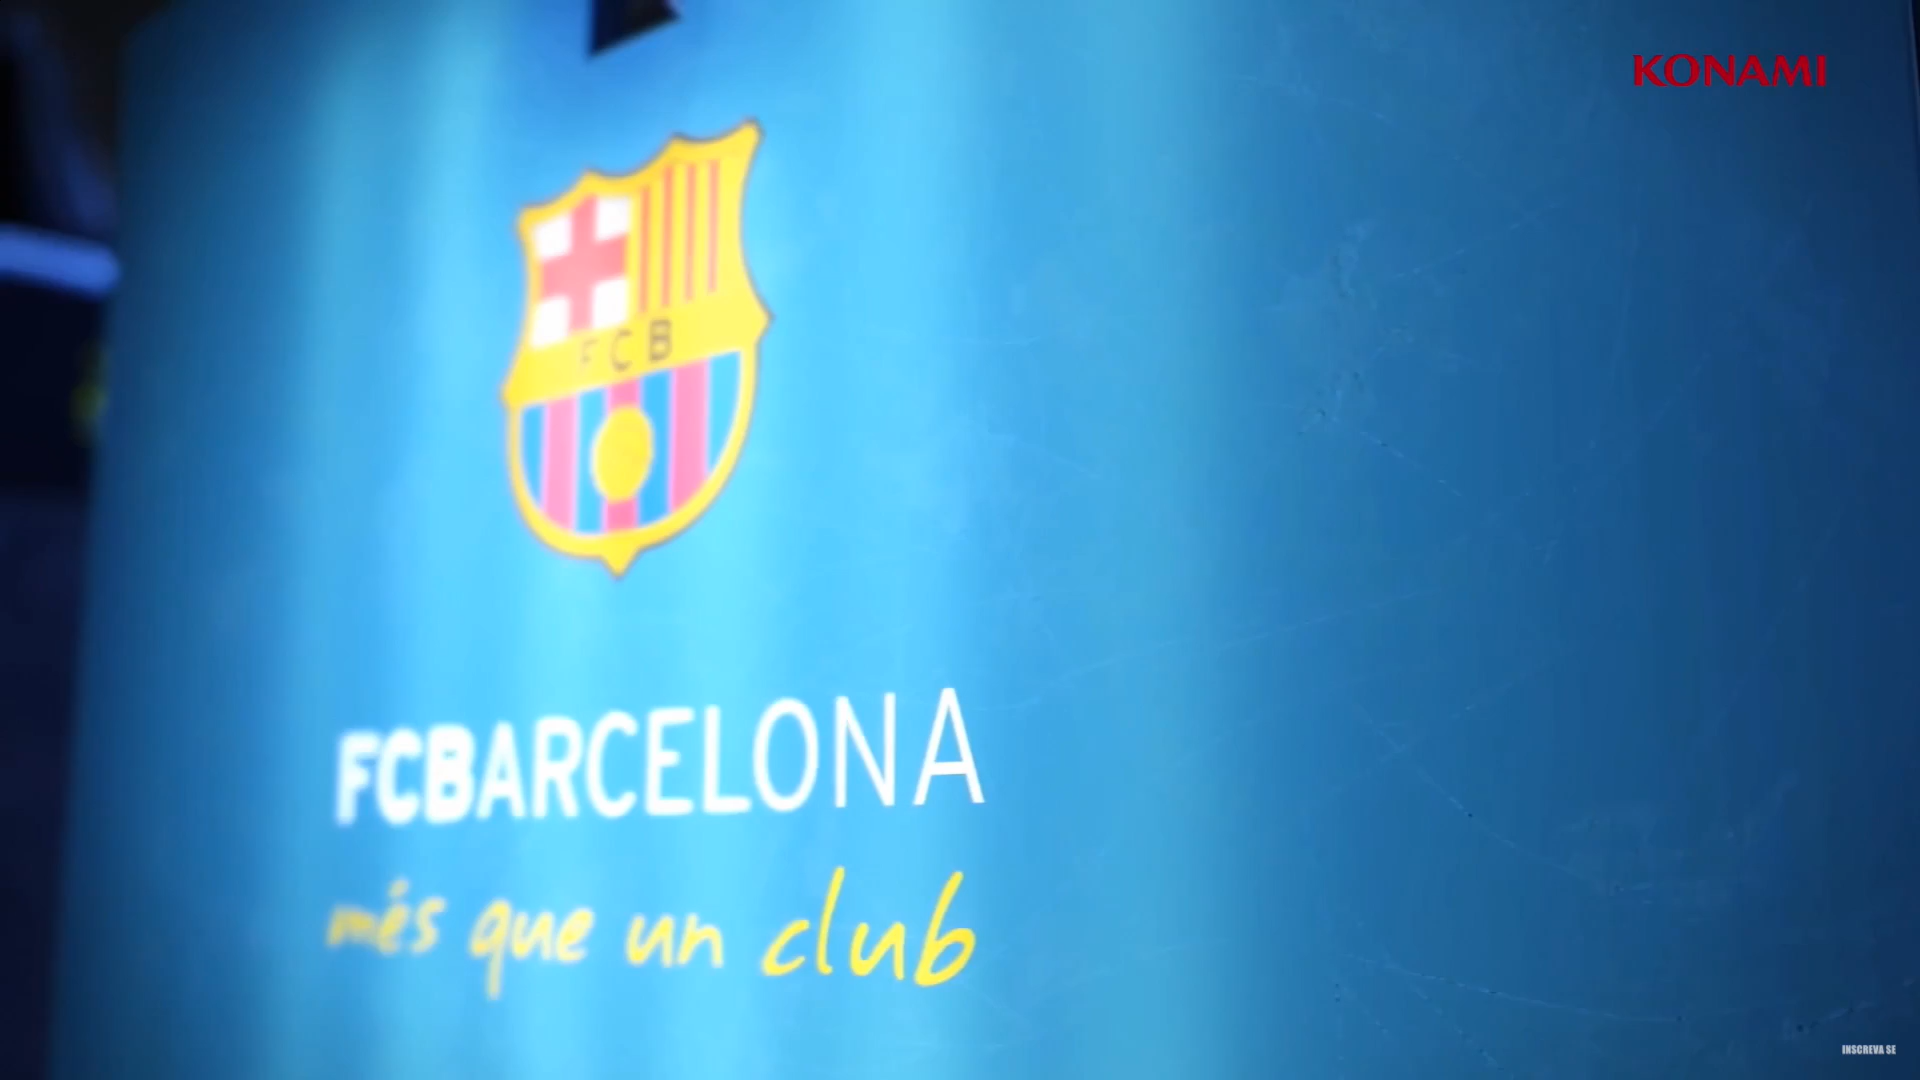 KONAMI
FCB
FCBARCELONA
més que un club
INSCREVA SE